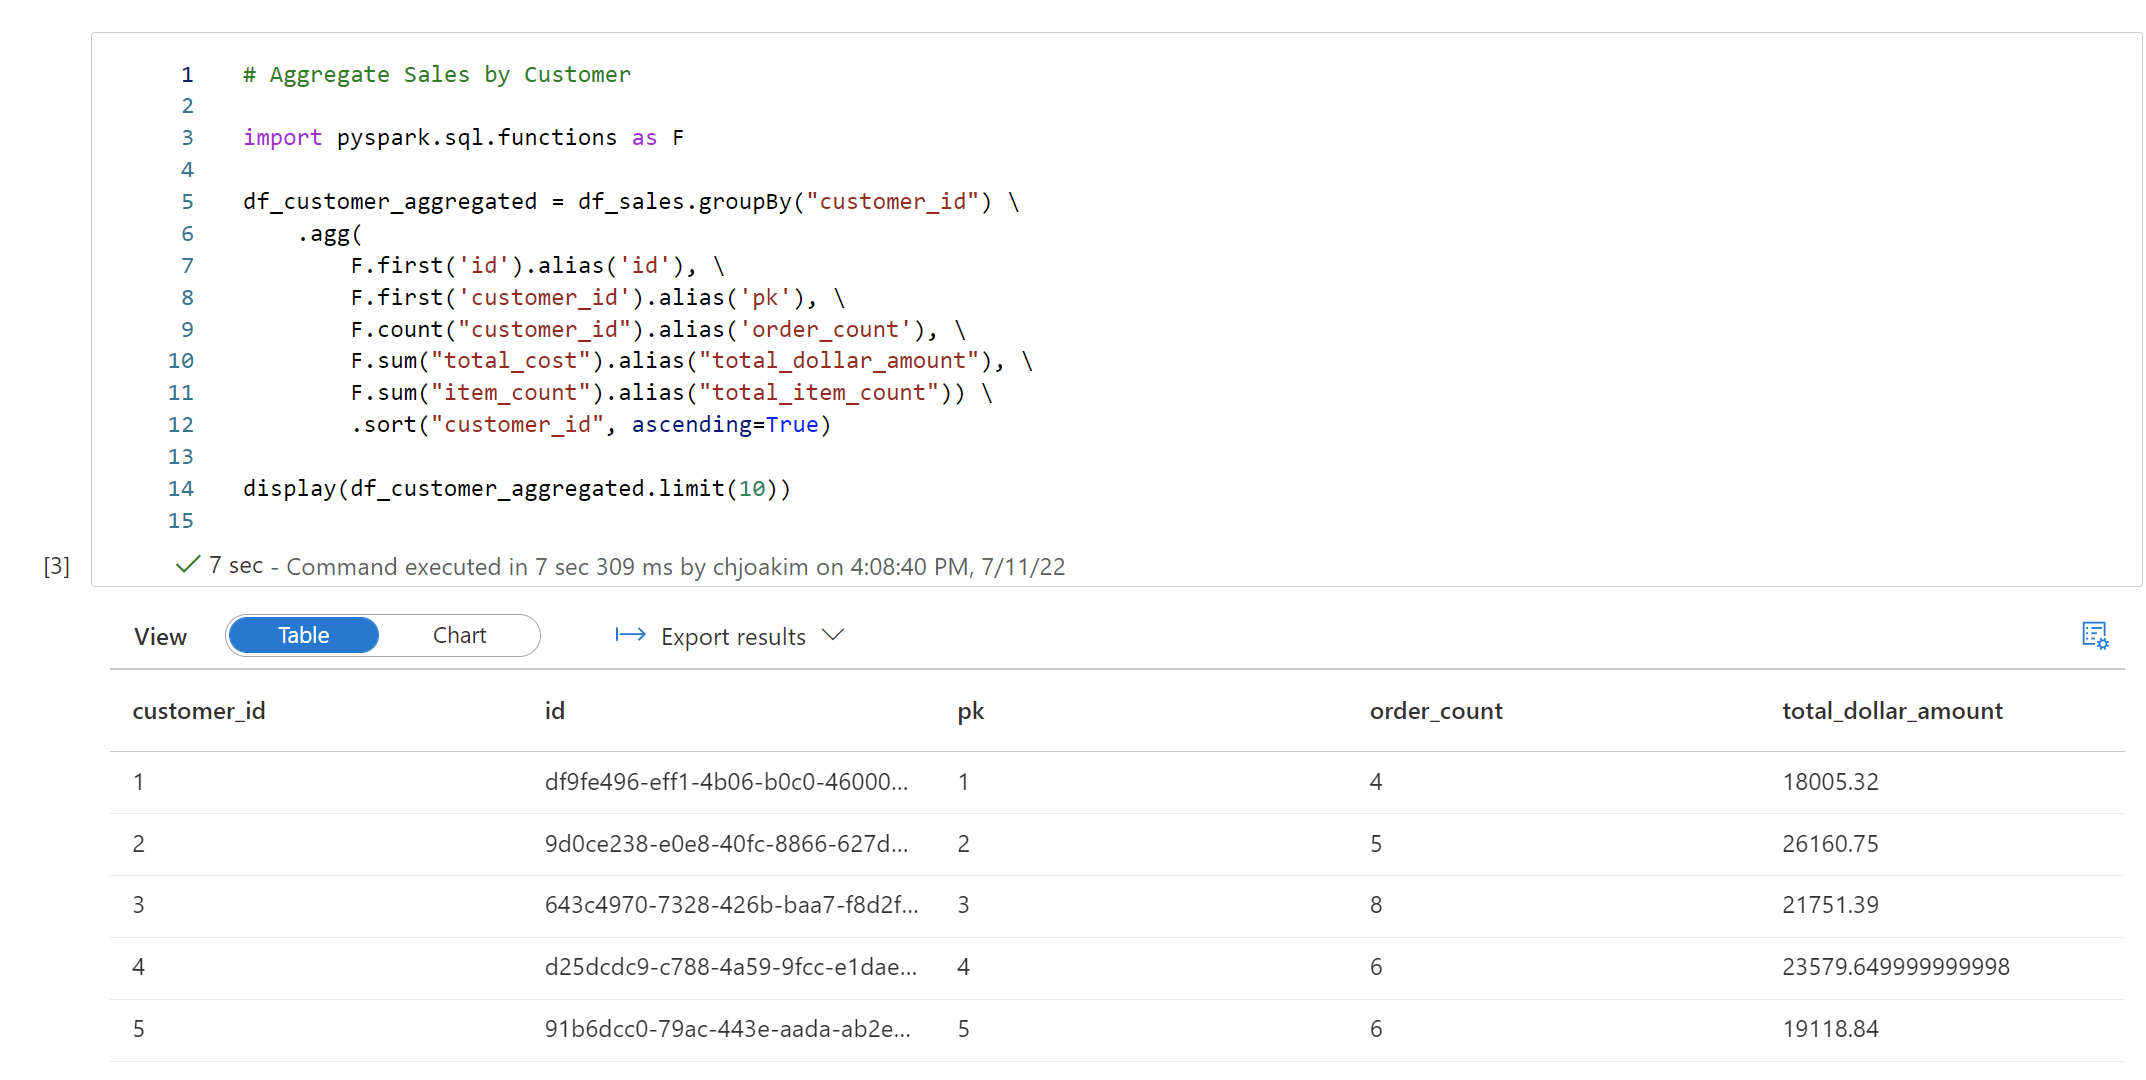 1 # Aggregate Sales by Customer
2
3 import pyspark.sql.functions as F
4
5 df_customer_aggregated = df_sales.groupBy("customer_id") \
6 .agg(
7 F.first('id').alias('id'), \
8 F.first('customer_id').alias('pk'), \
9 F.count("customer_id").alias('order_count'), \
10 F.sum("total_cost").alias("total_dollar_amount"), \
11 F.sum("item_count").alias("total_item_count")) \
12 .sort("customer_id", ascending=True)
13
14 display(df_customer_aggregated.limit(10))
15
[3] 7 sec - Command executed in 7 sec 309 ms by chjoakim on 4:08:40 PM, 7/11/22
View Table Chart Export results
customer_id id pk order_count total_dollar_amount
1 df9fe496-eff1-4b06-b0c0-46000... 1 4 18005.32
2 9d0ce238-e0e8-40fc-8866-627d... 2 5 26160.75
3 643c4970-7328-426b-baa7-f8d2f... 3 8 21751.39
4 d25dcdc9-c788-4a59-9fcc-e1dae... 4 6 23579.649999999998
5 91b6dcc0-79ac-443e-aada-ab2e... 5 6 19118.84